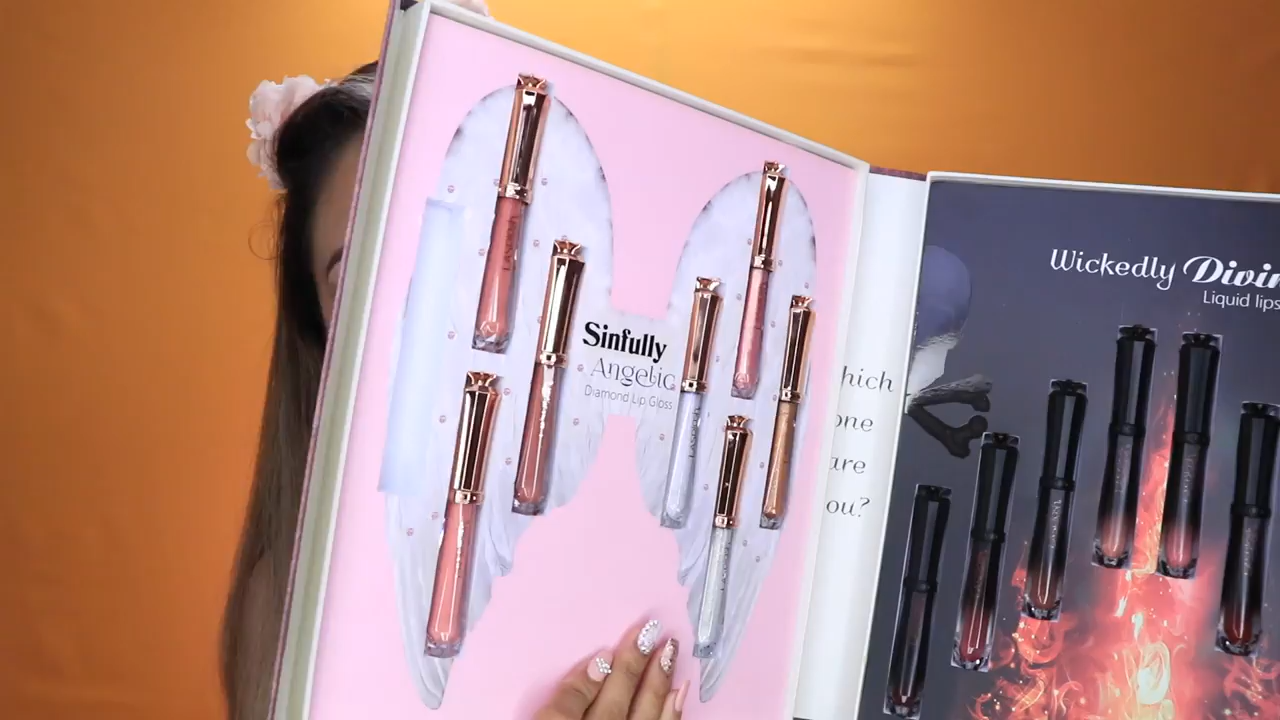 Sinfully
Angelic
Diamond Lip Gloss
hich
one
are
ou?
Wickedly Divin
Liquid lips